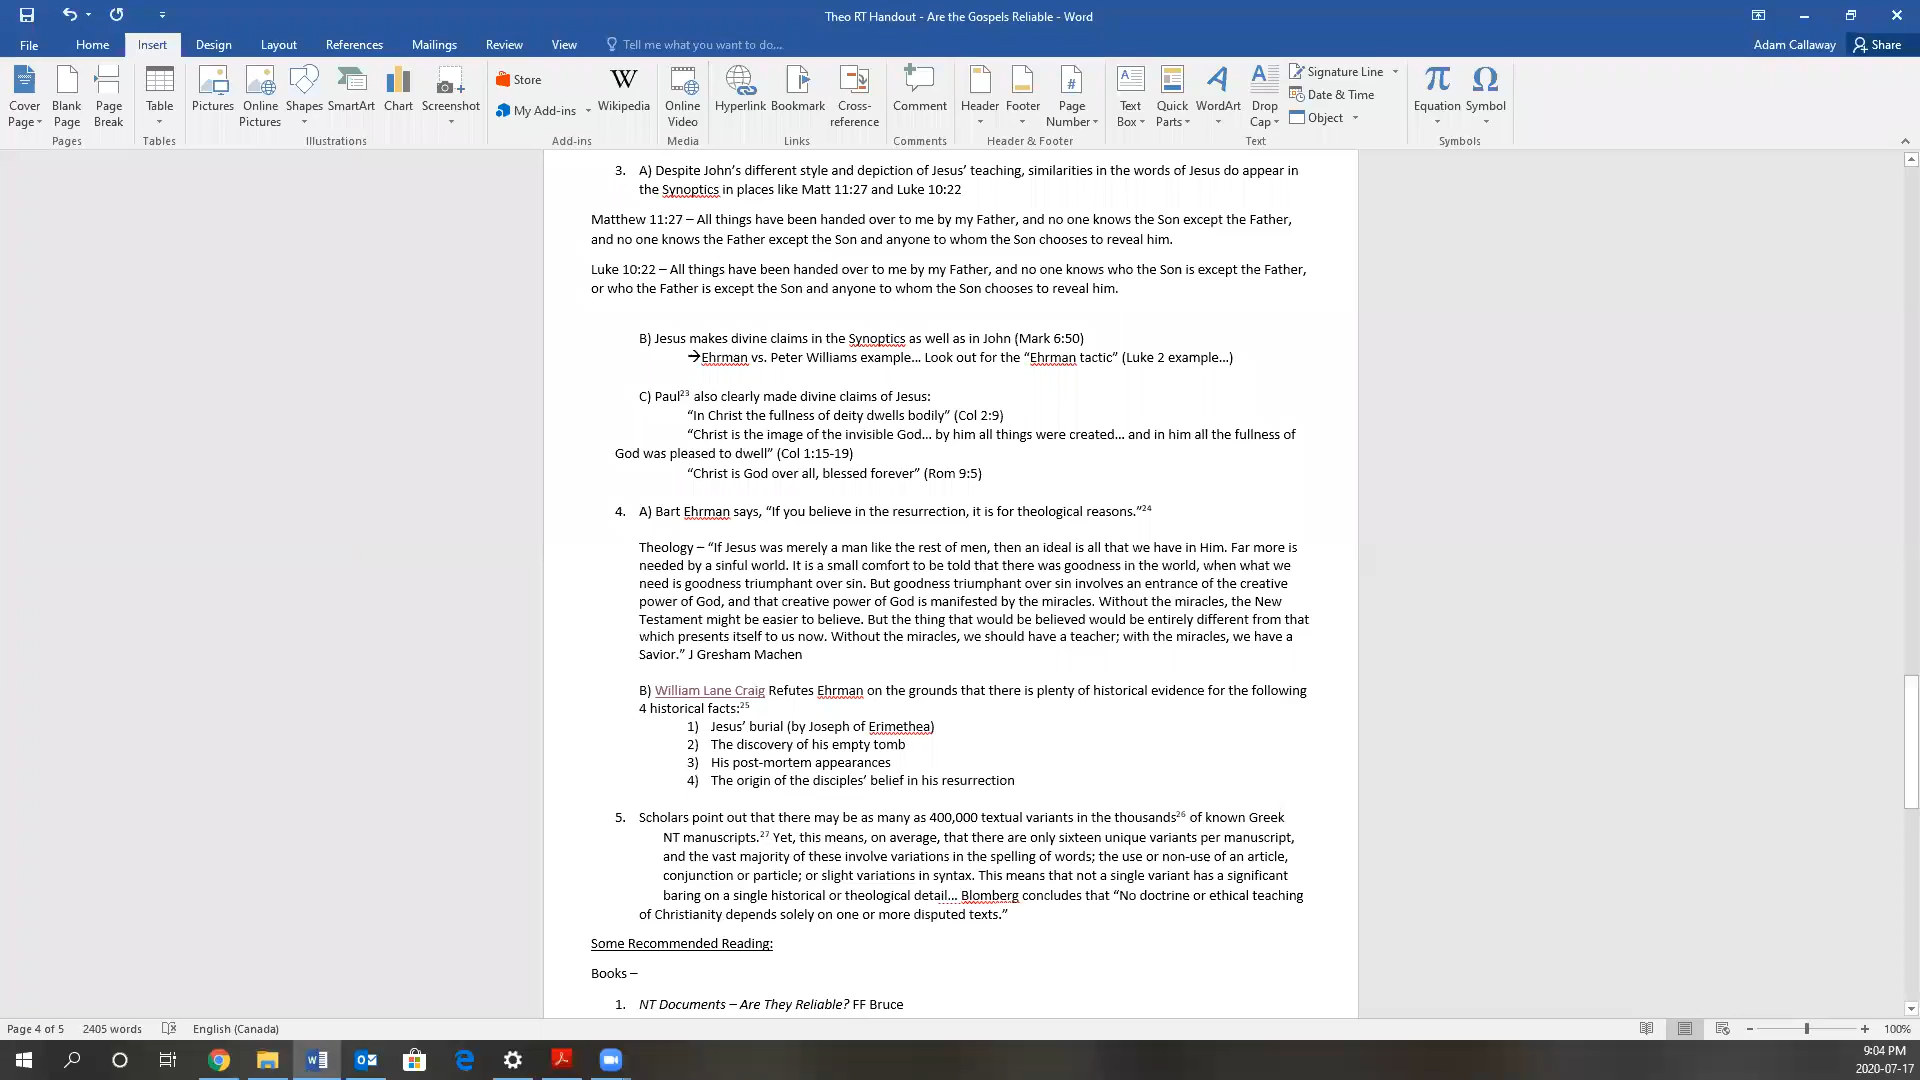 Theo RT Handout - Are the Gospels Reliable - Word
File Home Insert Design Layout References Mailings Review View Tell me what you want to do... Adam Callaway Share
Cover Page Blank Page Page Break Table Pictures Online Pictures Shapes SmartArt Chart Screenshot Store My Add-ins Wikipedia Online Video Hyperlink Bookmark Cross-reference Comment Header Footer Page Number Text Box Quick Parts WordArt Drop Cap Signature Line Date & Time Object Equation Symbol
Pages Tables Illustrations Add-ins Media Links Comments Header & Footer Text Symbols
3. A) Despite John’s different style and depiction of Jesus’ teaching, similarities in the words of Jesus do appear in
the Synoptics in places like Matt 11:27 and Luke 10:22
Matthew 11:27 – All things have been handed over to me by my Father, and no one knows the Son except the Father,
and no one knows the Father except the Son and anyone to whom the Son chooses to reveal him.
Luke 10:22 – All things have been handed over to me by my Father, and no one knows who the Son is except the Father,
or who the Father is except the Son and anyone to whom the Son chooses to reveal him.
B) Jesus makes divine claims in the Synoptics as well as in John (Mark 6:50)
→Ehrman vs. Peter Williams example... Look out for the “Ehrman tactic” (Luke 2 example...)
C) Paul23 also clearly made divine claims of Jesus:
“In Christ the fullness of deity dwells bodily” (Col 2:9)
“Christ is the image of the invisible God... by him all things were created... and in him all the fullness of
God was pleased to dwell” (Col 1:15-19)
“Christ is God over all, blessed forever” (Rom 9:5)
4. A) Bart Ehrman says, “If you believe in the resurrection, it is for theological reasons.”24
Theology – “If Jesus was merely a man like the rest of men, then an ideal is all that we have in Him. Far more is
needed by a sinful world. It is a small comfort to be told that there was goodness in the world, when what we
need is goodness triumphant over sin. But goodness triumphant over sin involves an entrance of the creative
power of God, and that creative power of God is manifested by the miracles. Without the miracles, the New
Testament might be easier to believe. But the thing that would be believed would be entirely different from that
which presents itself to us now. Without the miracles, we should have a teacher; with the miracles, we have a
Savior.” J Gresham Machen
B) William Lane Craig Refutes Ehrman on the grounds that there is plenty of historical evidence for the following
4 historical facts:25
1) Jesus’ burial (by Joseph of Erimethea)
2) The discovery of his empty tomb
3) His post-mortem appearances
4) The origin of the disciples’ belief in his resurrection
5. Scholars point out that there may be as many as 400,000 textual variants in the thousands26 of known Greek
NT manuscripts.27 Yet, this means, on average, that there are only sixteen unique variants per manuscript,
and the vast majority of these involve variations in the spelling of words; the use or non-use of an article,
conjunction or particle; or slight variations in syntax. This means that not a single variant has a significant
baring on a single historical or theological detail... Blomberg concludes that “No doctrine or ethical teaching
of Christianity depends solely on one or more disputed texts.”
Some Recommended Reading:
Books –
1. NT Documents – Are They Reliable? FF Bruce
Page 4 of 5 2405 words English (Canada) 100%
9:04 PM
2020-07-17